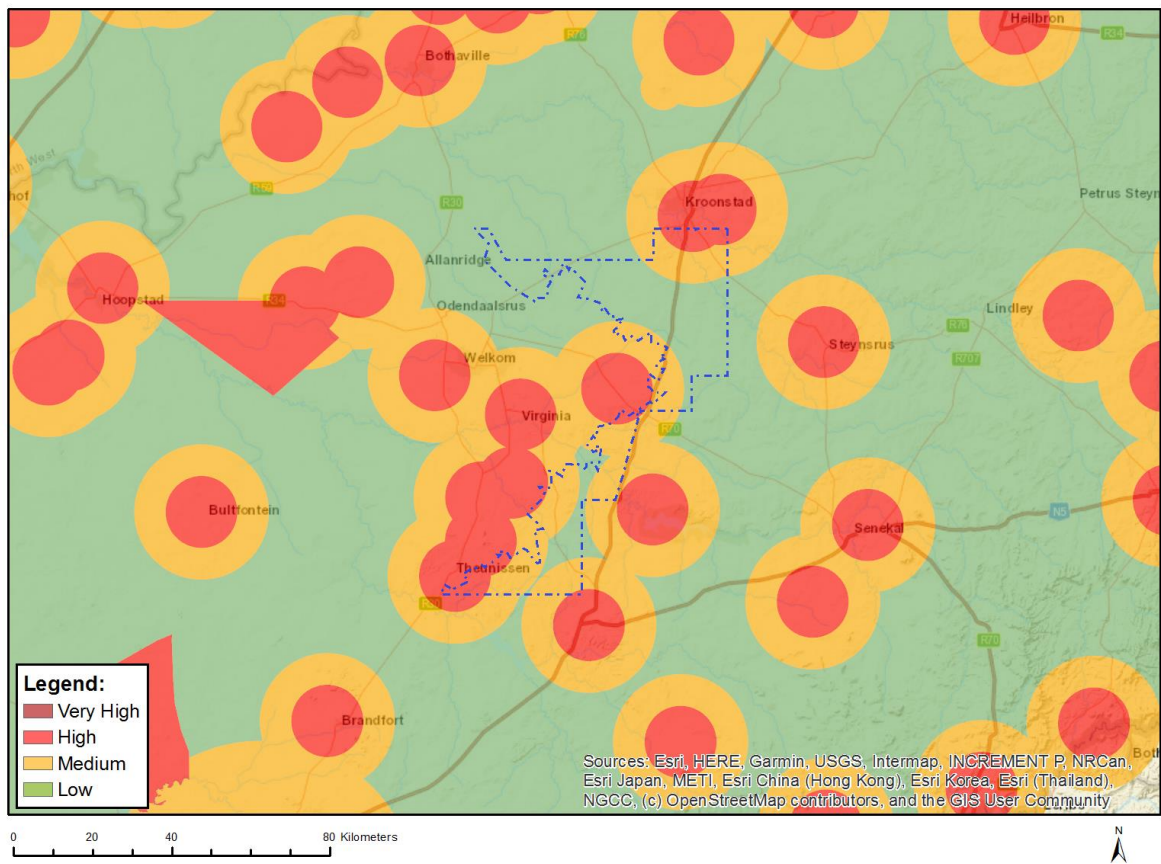 Heilbron
R34
R76
Bothaville
th West
hof
R59
R30
Petrus Steyn
Kroonstad
Allanridge
Hoopstad
R34
Odendaalsrus
Lindley
R76
Steynsrus
R707
Welkom
Virginia
R70
Bultfontein
Senekal
N5
Theunissen
R30
R70
Legend:
Very High
High
Medium
Low
Brandfort
Both
Sources: Esri, HERE, Garmin, USGS, Intermap, INCREMENT P, NRCan,
Esri Japan, METI, Esri China (Hong Kong), Esri Korea, Esri (Thailand),
NGCC, (c) OpenStreetMap contributors, and the GIS User Community
0 20 40 80 Kilometers
N